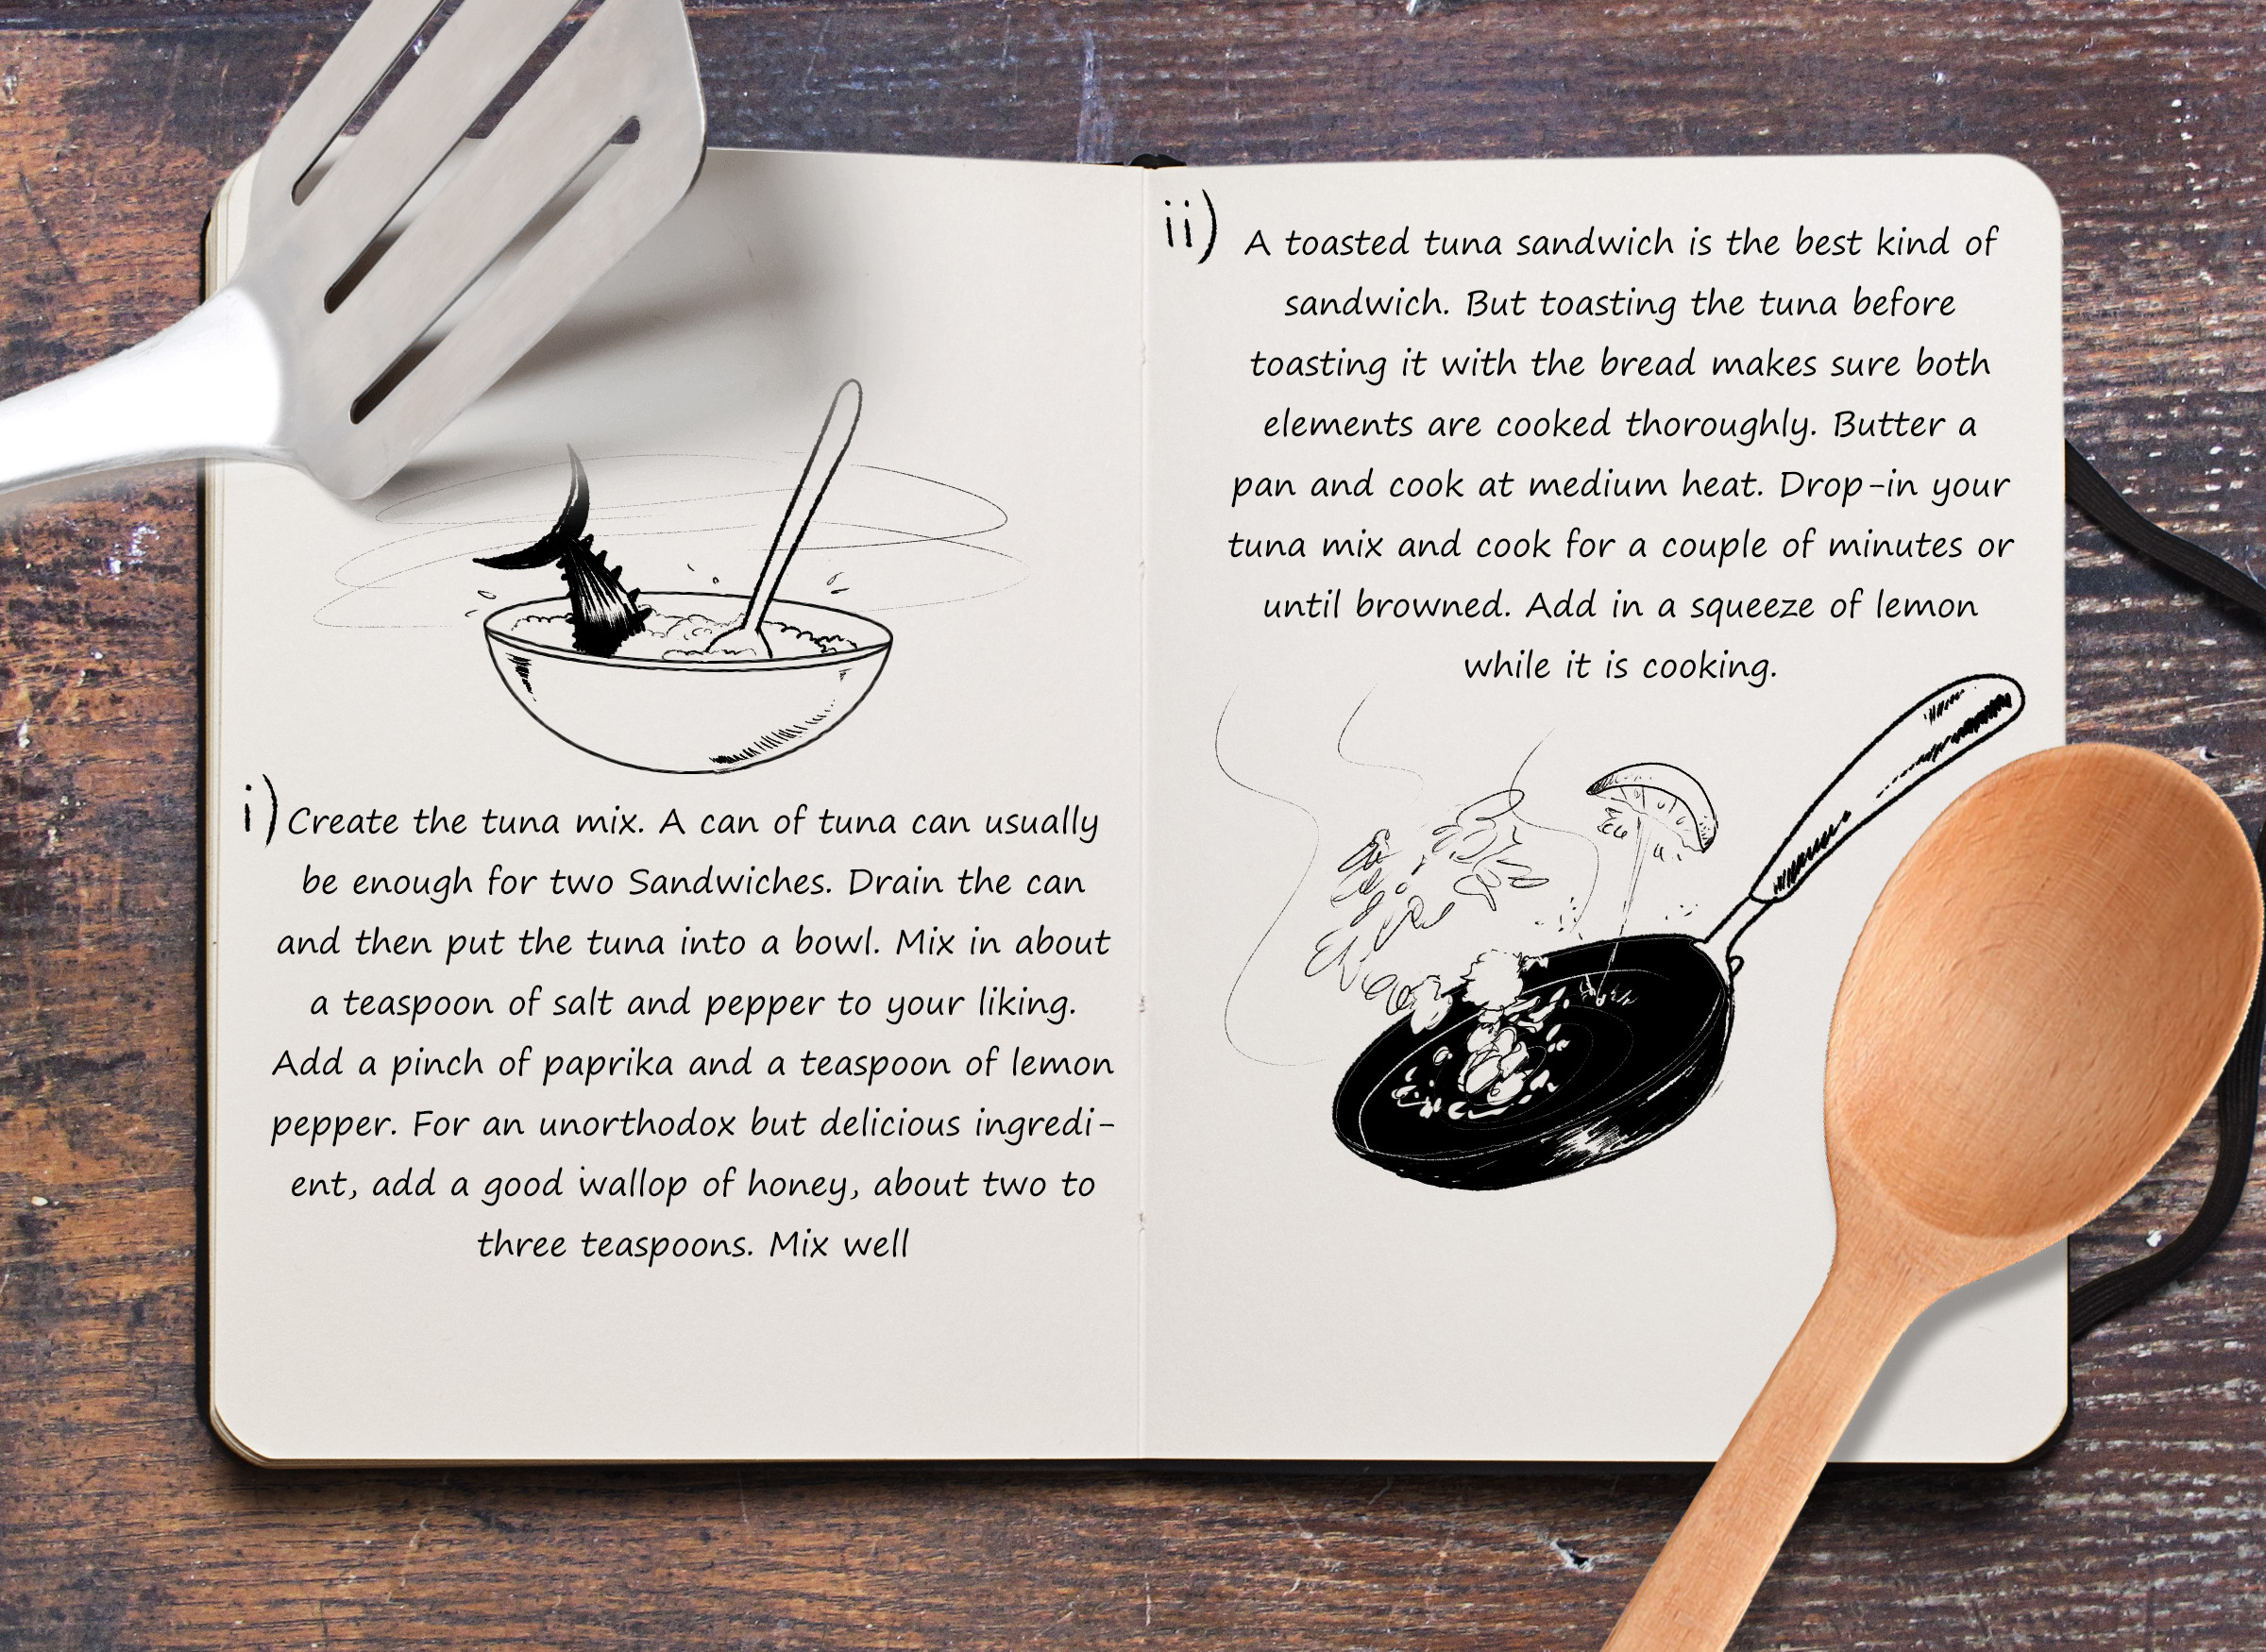 i) Create the tuna mix. A can of tuna can usually
be enough for two Sandwiches. Drain the can
and then put the tuna into a bowl. Mix in about
a teaspoon of salt and pepper to your liking.
Add a pinch of paprika and a teaspoon of lemon
pepper. For an unorthodox but delicious ingredi-
ent, add a good wallop of honey, about two to
three teaspoons. Mix well
ii) A toasted tuna sandwich is the best kind of
sandwich. But toasting the tuna before
toasting it with the bread makes sure both
elements are cooked thoroughly. Butter a
pan and cook at medium heat. Drop-in your
tuna mix and cook for a couple of minutes or
until browned. Add in a squeeze of lemon
while it is cooking.